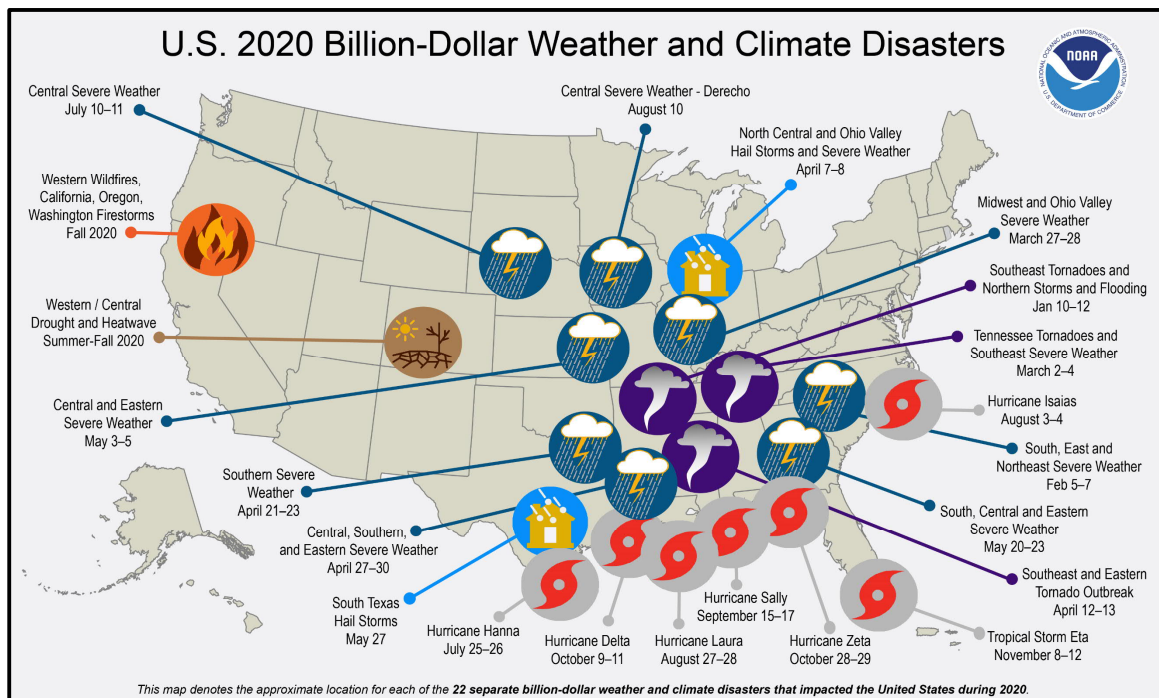 U.S. 2020 Billion-Dollar Weather and Climate Disasters
NATIONAL OCEANIC AND ATMOSPHERIC ADMINISTRATION
NOAA
U.S. DEPARTMENT OF COMMERCE
Central Severe Weather
July 10–11
Central Severe Weather - Derecho
August 10
North Central and Ohio Valley
Hail Storms and Severe Weather
April 7–8
Western Wildfires,
California, Oregon,
Washington Firestorms
Fall 2020
Midwest and Ohio Valley
Severe Weather
March 27–28
Southeast Tornadoes and
Northern Storms and Flooding
Jan 10–12
Western / Central
Drought and Heatwave
Summer-Fall 2020
Tennessee Tornadoes and
Southeast Severe Weather
March 2–4
Central and Eastern
Severe Weather
May 3–5
Hurricane Isaias
August 3–4
South, East and
Northeast Severe Weather
Feb 5–7
Southern Severe
Weather
April 21–23
South, Central and Eastern
Severe Weather
May 20–23
Central, Southern,
and Eastern Severe Weather
April 27–30
Southeast and Eastern
Tornado Outbreak
April 12–13
South Texas
Hail Storms
May 27
Hurricane Hanna
July 25–26
Hurricane Delta
October 9–11
Hurricane Laura
August 27–28
Hurricane Sally
September 15–17
Hurricane Zeta
October 28–29
Tropical Storm Eta
November 8–12
This map denotes the approximate location for each of the 22 separate billion-dollar weather and climate disasters that impacted the United States during 2020.